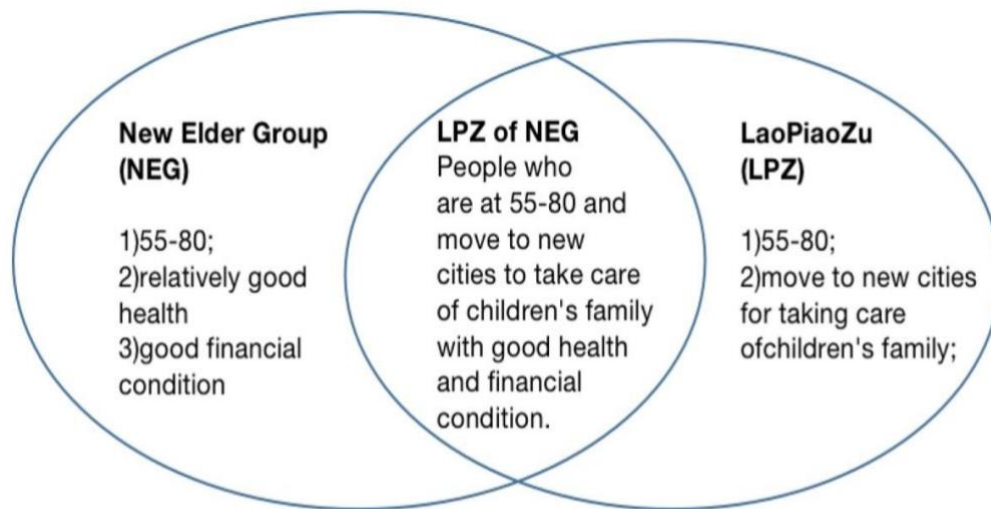 New Elder Group
(NEG)
1)55-80;
2)relatively good
health
3)good financial
condition
LPZ of NEG
People who
are at 55-80 and
move to new
cities to take care
of children's family
with good health
and financial
condition.
LaoPiaoZu
(LPZ)
1)55-80;
2)move to new cities
for taking care
ofchildren's family;